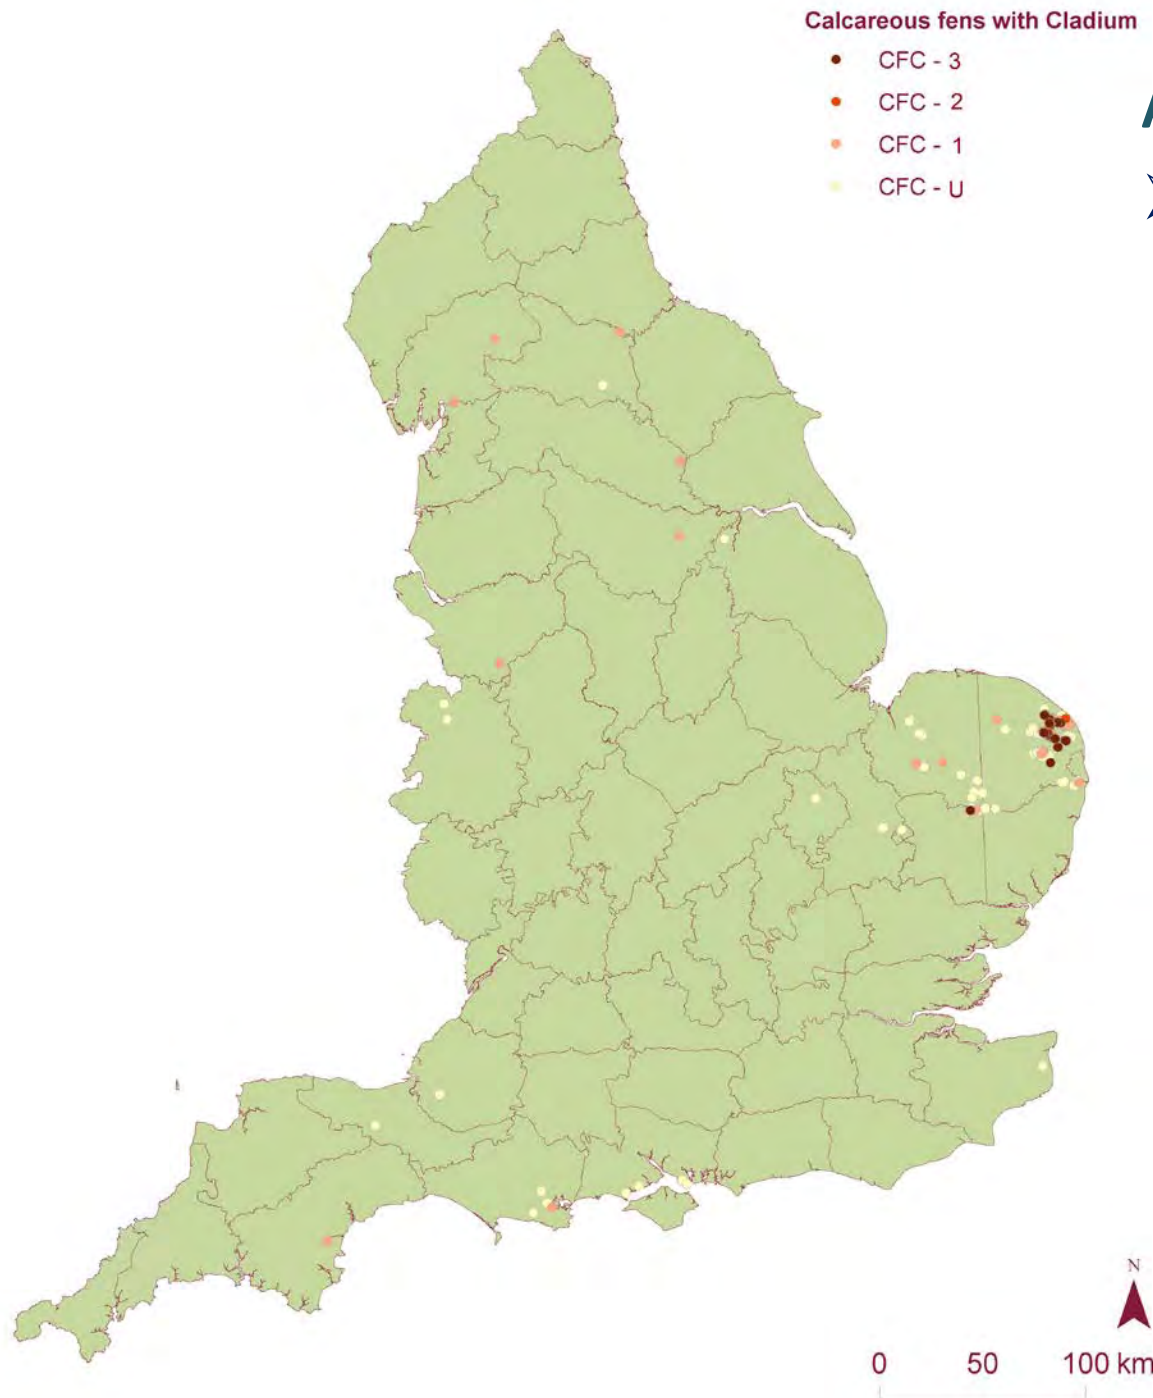 Calcareous fens with Cladium
CFC - 3
CFC - 2
CFC - 1
CFC - U
N
0 50 100 km